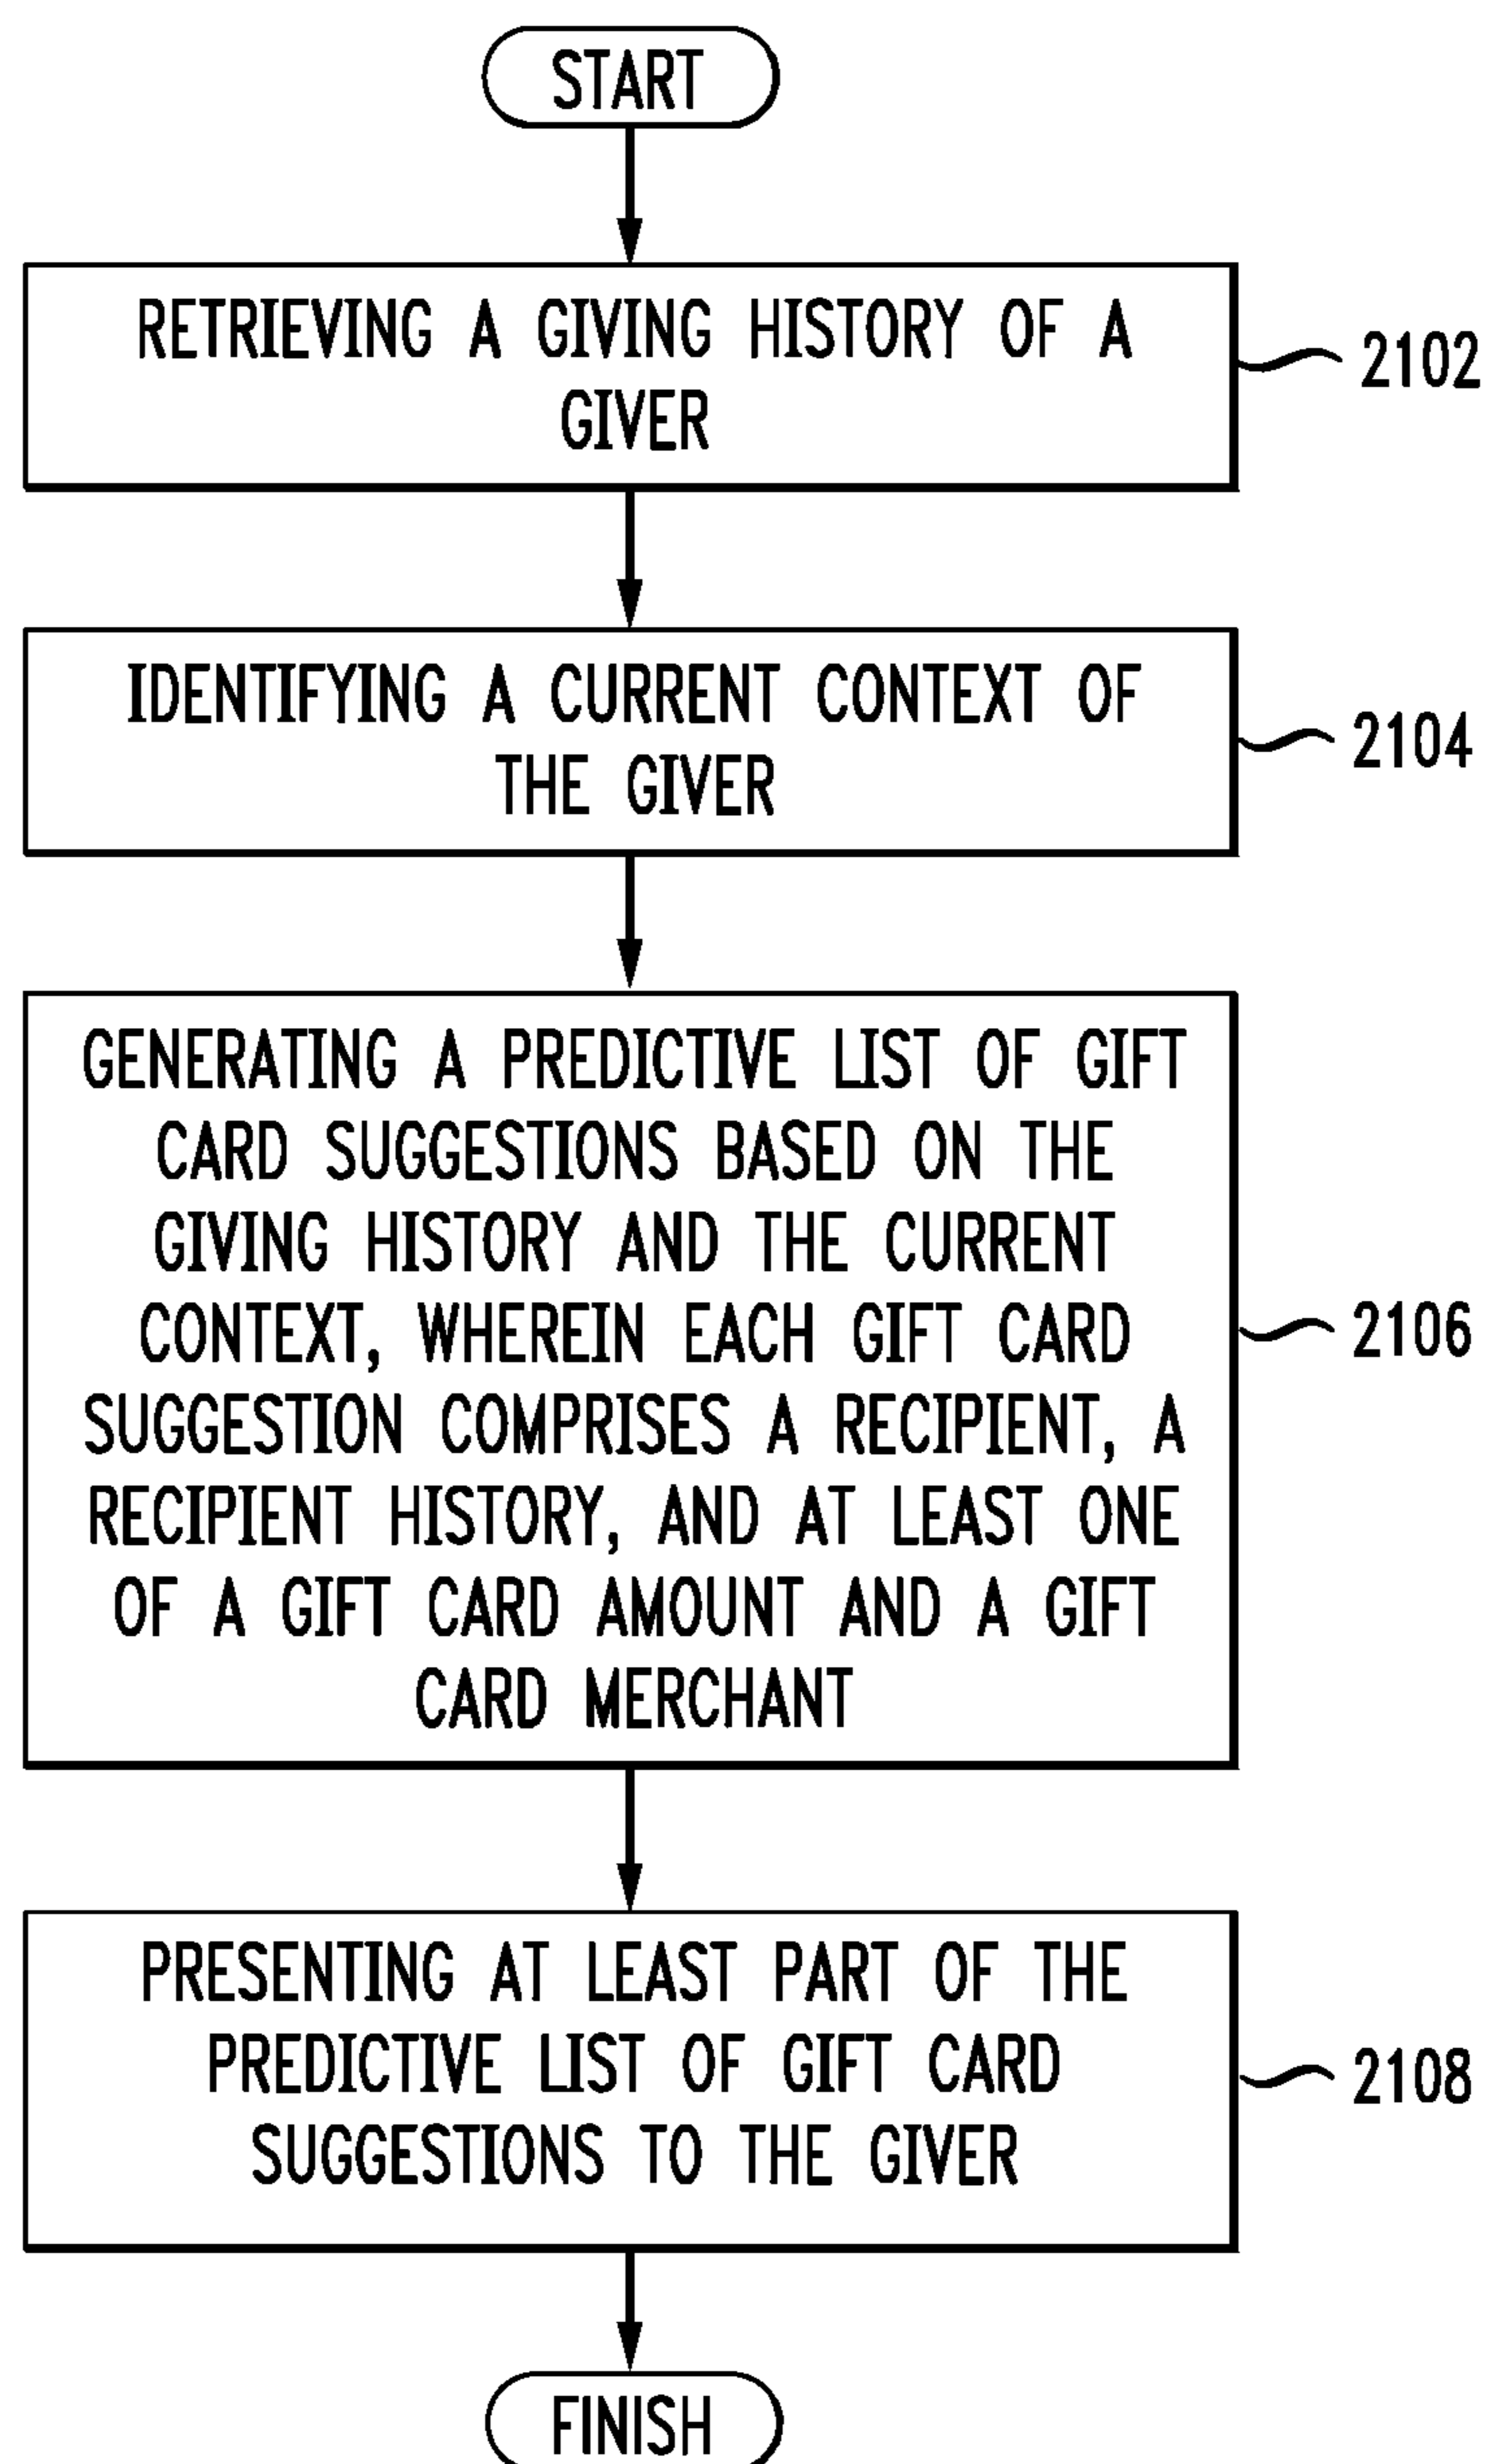 START
RETRIEVING A GIVING HISTORY OF A
GIVER
2102
IDENTIFYING A CURRENT CONTEXT OF
THE GIVER
2104
GENERATING A PREDICTIVE LIST OF GIFT
CARD SUGGESTIONS BASED ON THE
GIVING HISTORY AND THE CURRENT
CONTEXT, WHEREIN EACH GIFT CARD
SUGGESTION COMPRISES A RECIPIENT, A
RECIPIENT HISTORY, AND AT LEAST ONE
OF A GIFT CARD AMOUNT AND A GIFT
CARD MERCHANT
2106
PRESENTING AT LEAST PART OF THE
PREDICTIVE LIST OF GIFT CARD
SUGGESTIONS TO THE GIVER
2108
FINISH